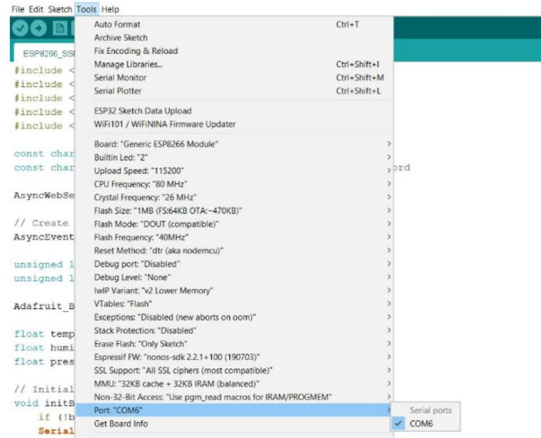 File Edit Sketch Tools Help
Auto Format Ctrl+T
Archive Sketch
Fix Encoding & Reload
Manage Libraries... Ctrl+Shift+I
Serial Monitor Ctrl+Shift+M
Serial Plotter Ctrl+Shift+L
ESP32 Sketch Data Upload
WiFi101 / WiFiNINA Firmware Updater
Board: "Generic ESP8266 Module"
Builtin Led: "2"
Upload Speed: "115200"
CPU Frequency: "80 MHz"
Crystal Frequency: "26 MHz"
Flash Size: "1MB (FS:64KB OTA:~470KB)"
Flash Mode: "DOUT (compatible)"
Flash Frequency: "40MHz"
Reset Method: "dtr (aka nodemcu)"
Debug port: "Disabled"
Debug Level: "None"
lwIP Variant: "v2 Lower Memory"
VTables: "Flash"
Exceptions: "Disabled (new aborts on oom)"
Stack Protection: "Disabled"
Erase Flash: "Only Sketch"
Espressif FW: "nonos-sdk 2.2.1+100 (190703)"
SSL Support: "All SSL ciphers (most compatible)"
MMU: "32KB cache + 32KB IRAM (balanced)"
Non-32-Bit Access: "Use pgm_read macros for IRAM/PROGMEM"
Port: "COM6"
Get Board Info
Serial ports
COM6
ESP8266_SS
#include <
#include <
#include <
#include <
#include <
const char
const char ord
AsyncWebSe
// Create
AsyncEvent
unsigned l
unsigned l
Adafruit_B
float temp
float humi
float pres
// Initial
void initB
if (!b
Serial